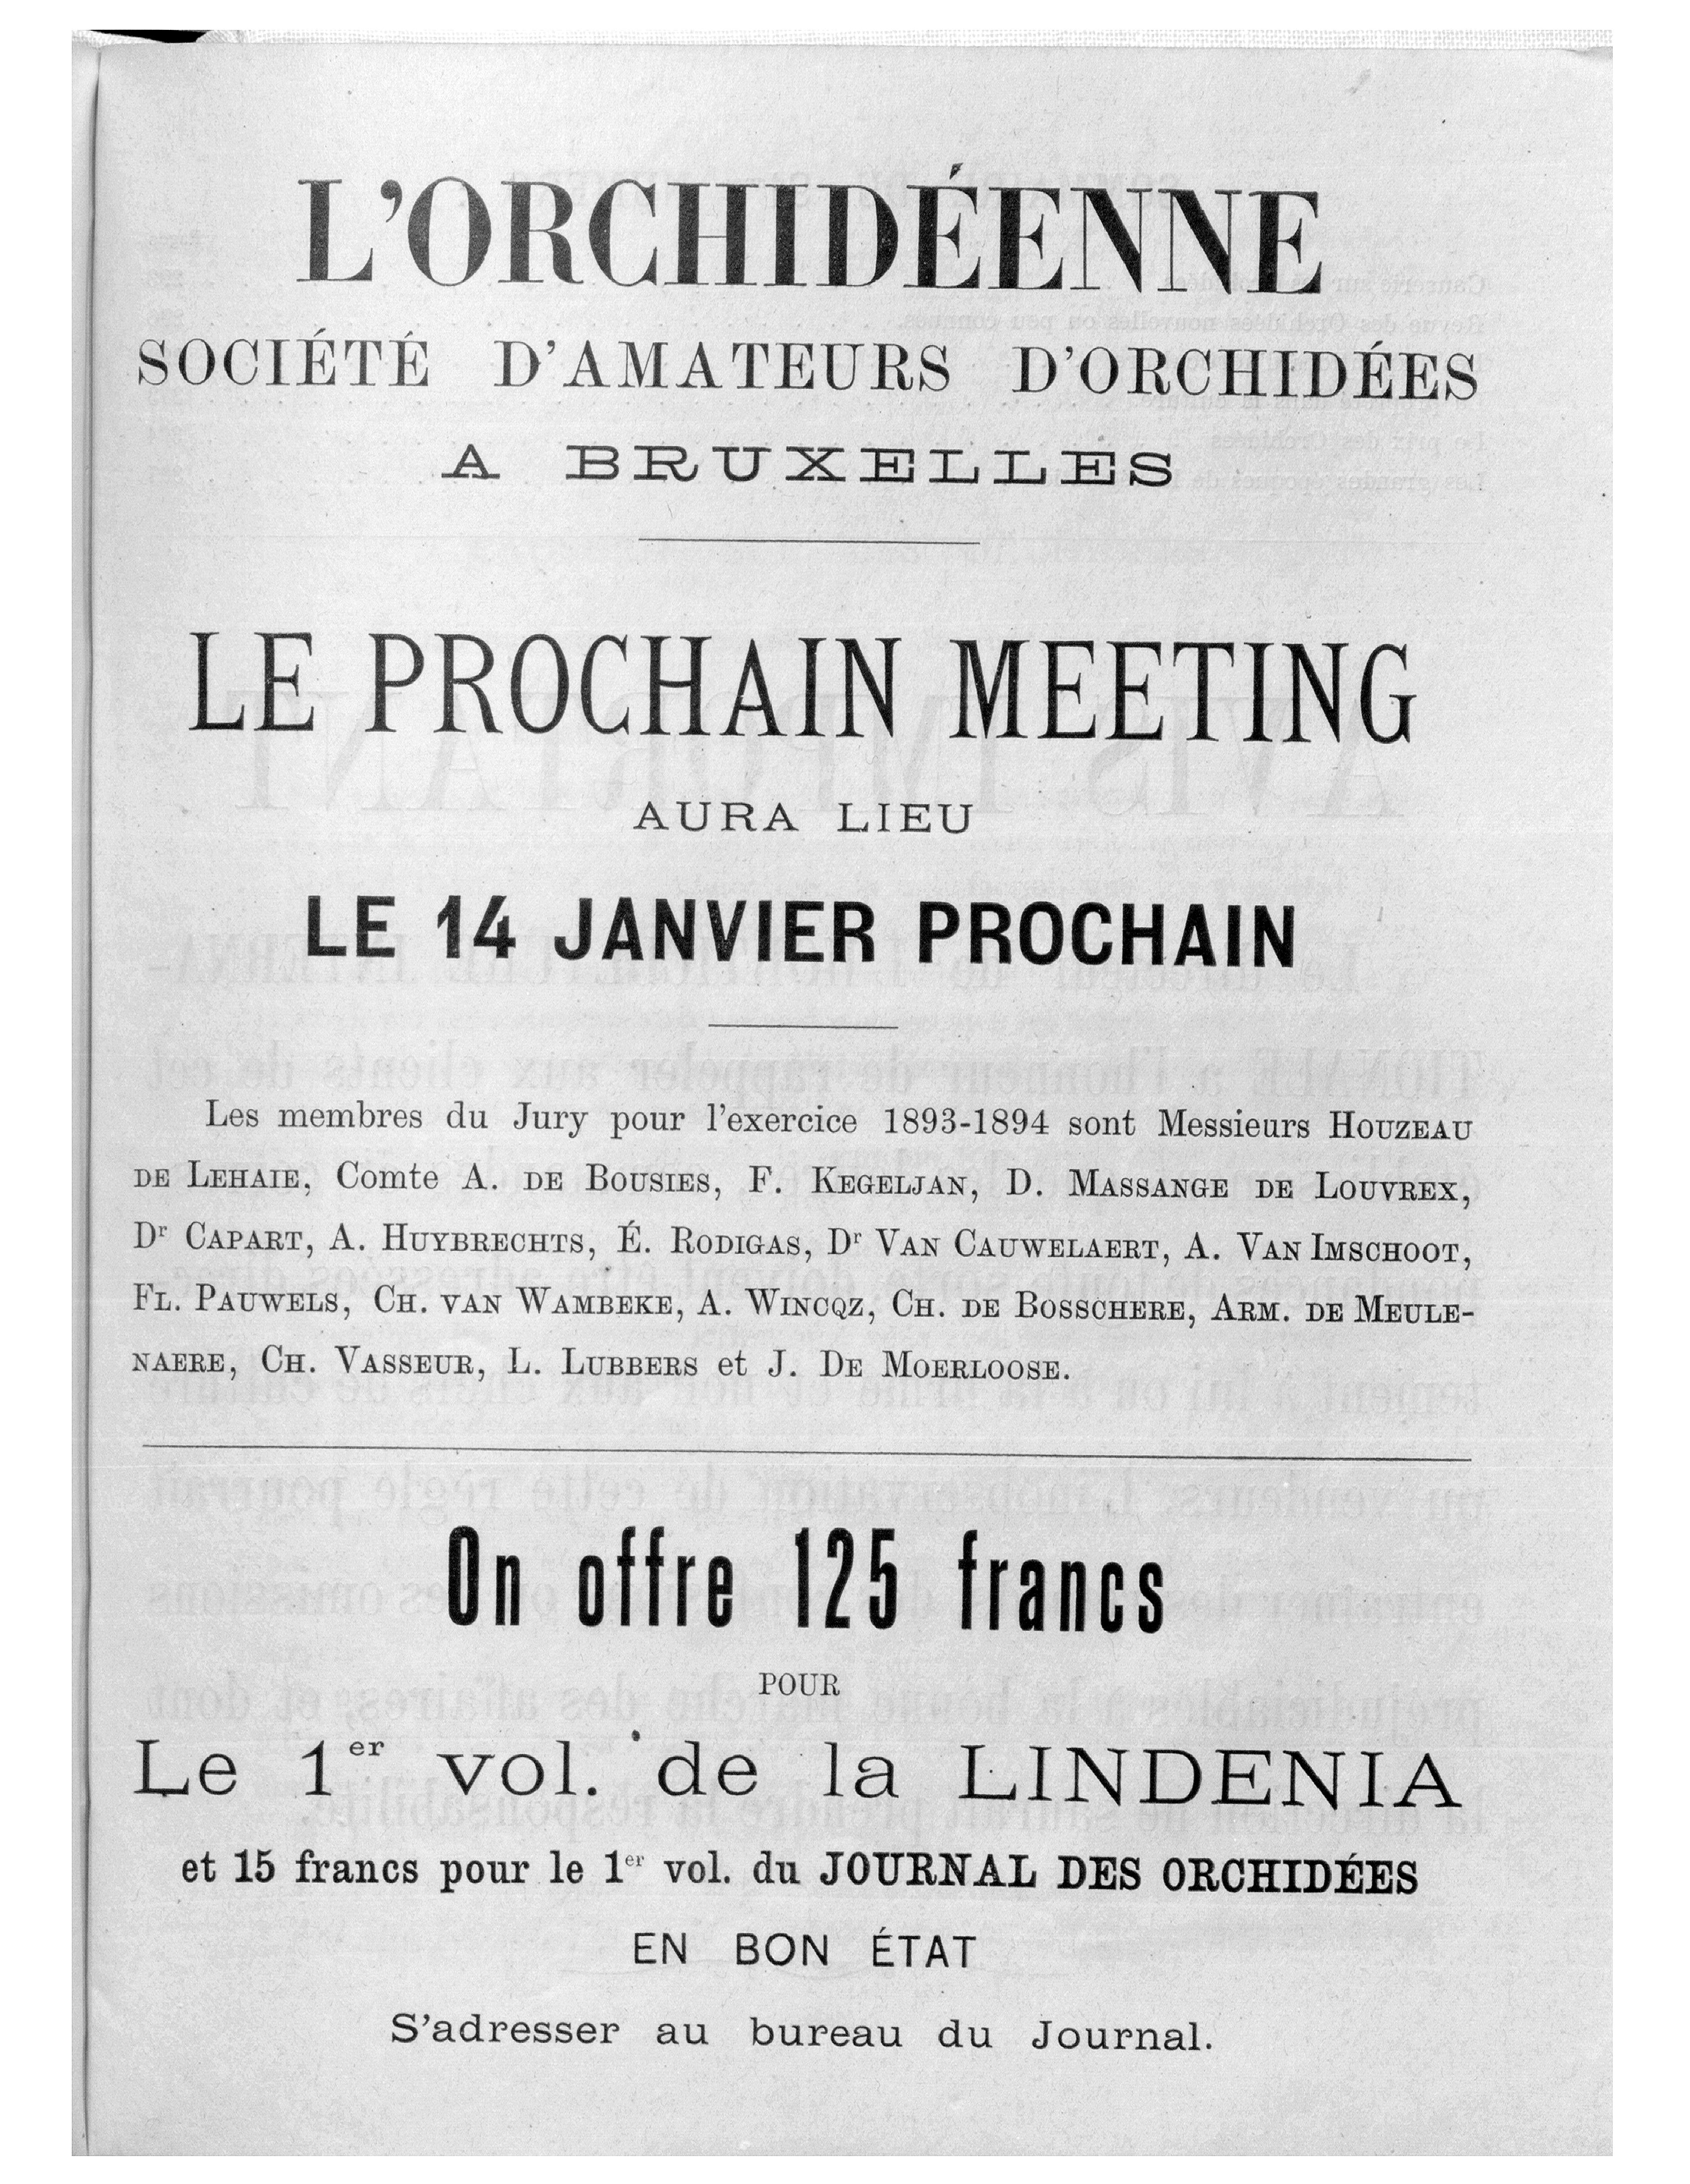 L'ORCHIDÉENNE
SOCIÉTÉ D'AMATEURS D'ORCHIDÉES
A BRUXELLES
LE PROCHAIN MEETING
AURA LIEU
LE 14 JANVIER PROCHAIN
Les membres du Jury pour l'exercice 1893-1894 sont Messieurs HOUZEAU
DE LEHAIE, Comte A. DE BOUSIES, F. KEGELJAN, D. MASSANGE DE LOUVREX,
Dr CAPART, A. HUYBRECHTS, É. RODIGAS, Dr VAN CAUWELAERT, A. VAN IMSCHOOT,
FL. PAUWELS, CH. VAN WAMBEKE, A. WINCQZ, CH. DE BOSSCHERE, ARM. DE MEULE-
NAERE, CH. VASSEUR, L. LUBBERS et J. DE MOERLOOSE.
On offre 125 francs
POUR
Le 1er vol. de la LINDENIA
et 15 francs pour le 1er vol. du JOURNAL DES ORCHIDÉES
EN BON ÉTAT
S'adresser au bureau du Journal.